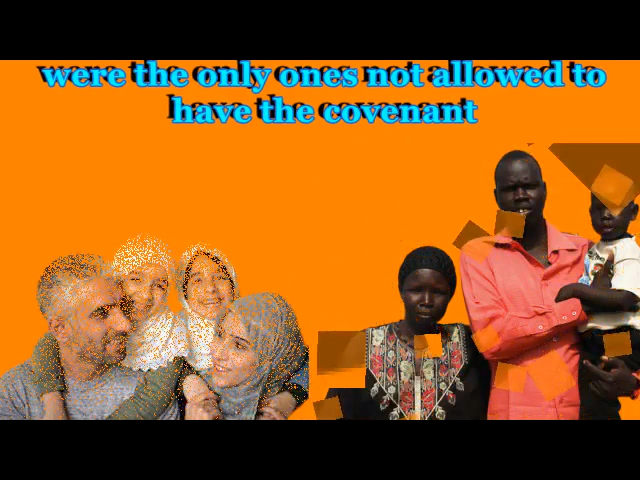 were the only ones not allowed to
have the covenant